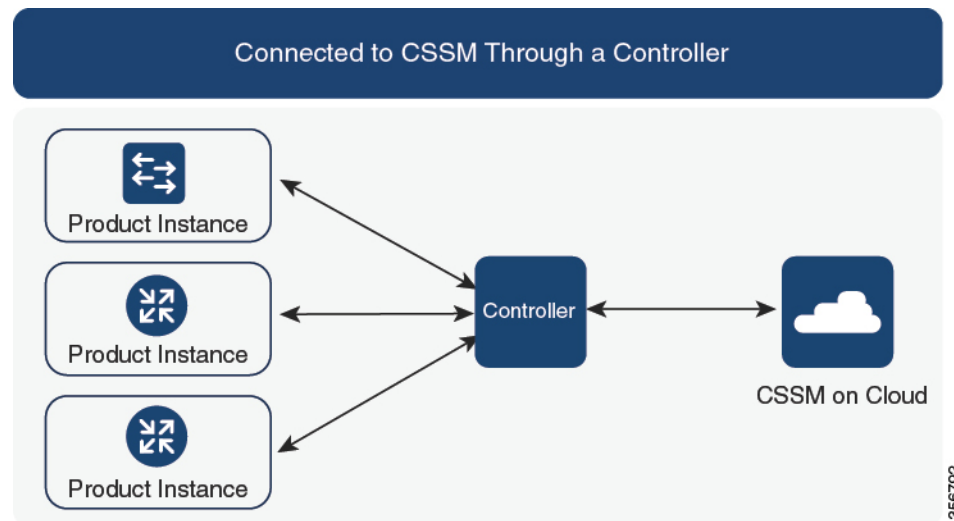 Connected to CSSM Through a Controller
Product Instance
Product Instance
Product Instance
Controller
CSSM on Cloud